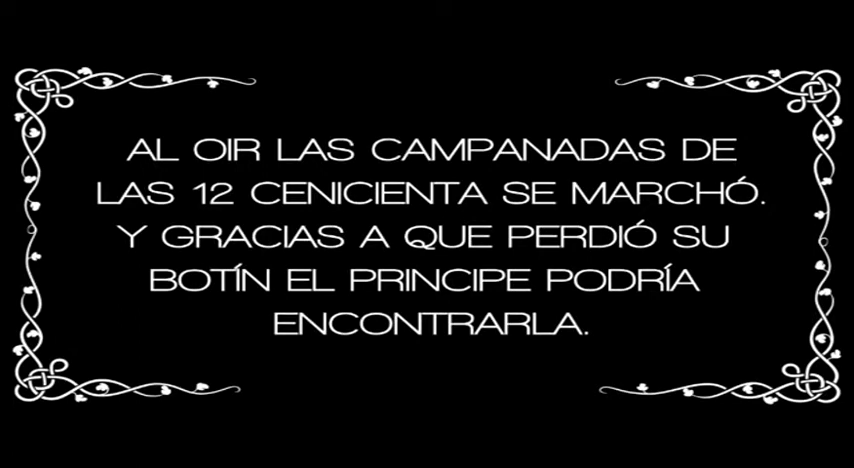 AL OIR LAS CAMPANADAS DE
LAS 12 CENICIENTA SE MARCHÓ.
Y GRACIAS A QUE PERDIÓ SU
BOTÍN EL PRINCIPE PODRÍA
ENCONTRARLA.